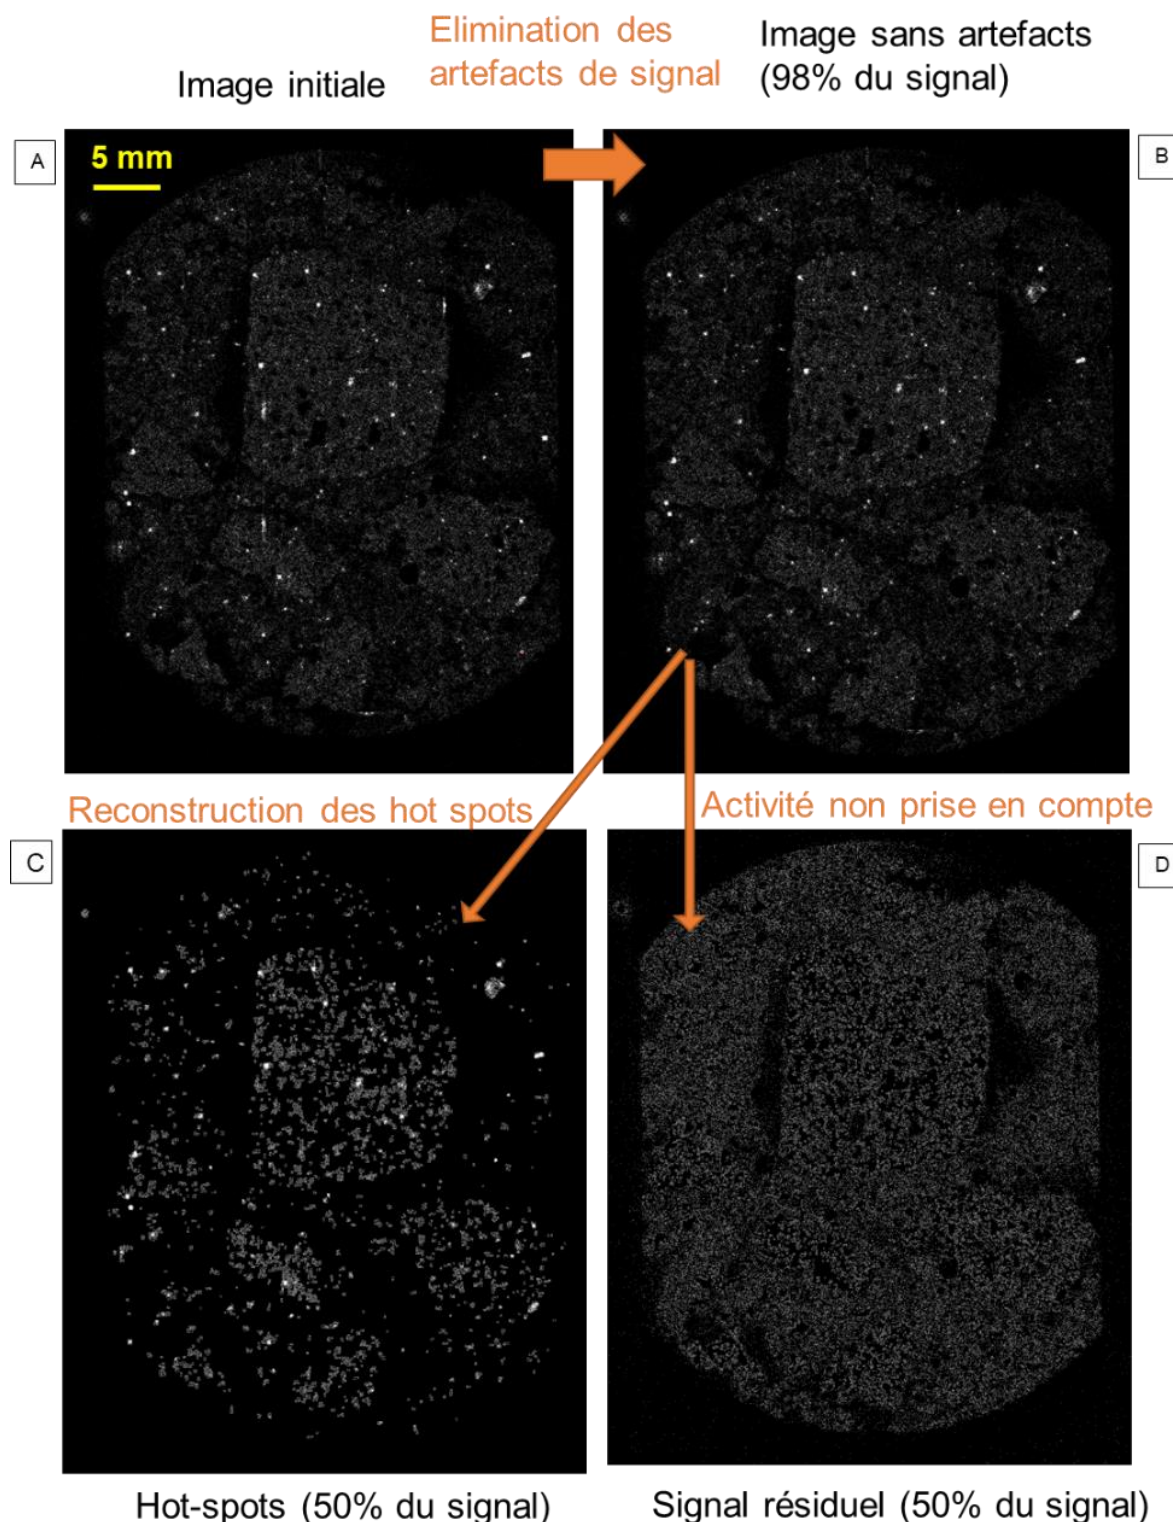 Elimination des
artefacts de signal
Image sans artefacts
(98% du signal)
Image initiale
A
5 mm
B
Reconstruction des hot spots
Activité non prise en compte
C
D
Hot-spots (50% du signal)
Signal résiduel (50% du signal)